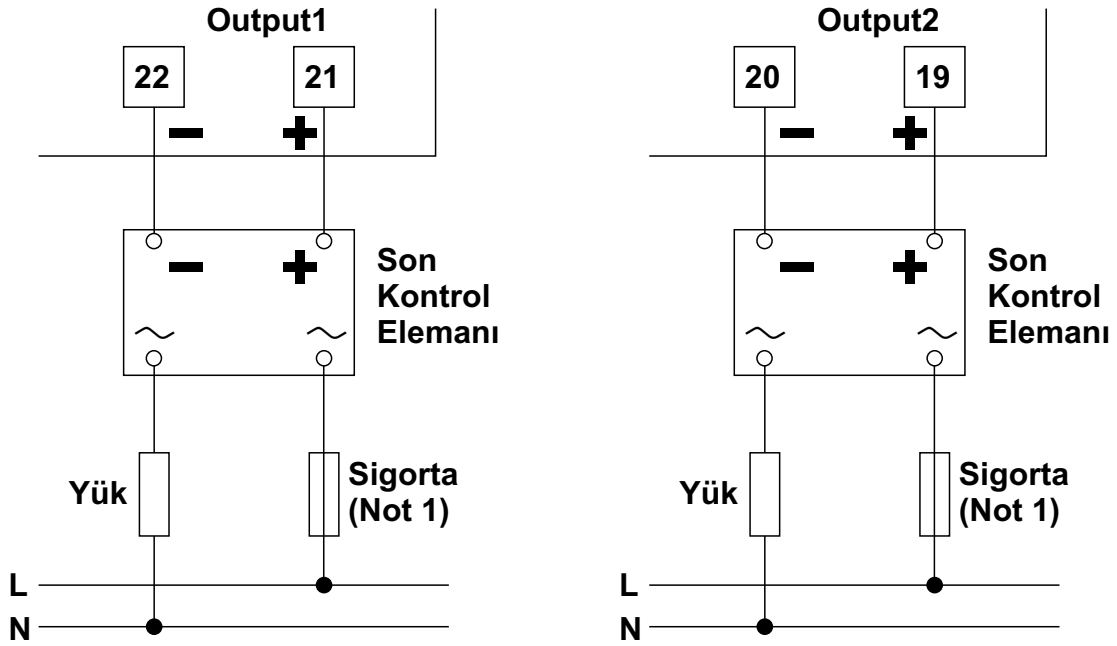 Output1
22
21
− +
− +
Son
Kontrol
Elemanı
∼ ∼
Yük
Sigorta
(Not 1)
L
N
Output2
20
19
− +
− +
Son
Kontrol
Elemanı
∼ ∼
Yük
Sigorta
(Not 1)
L
N